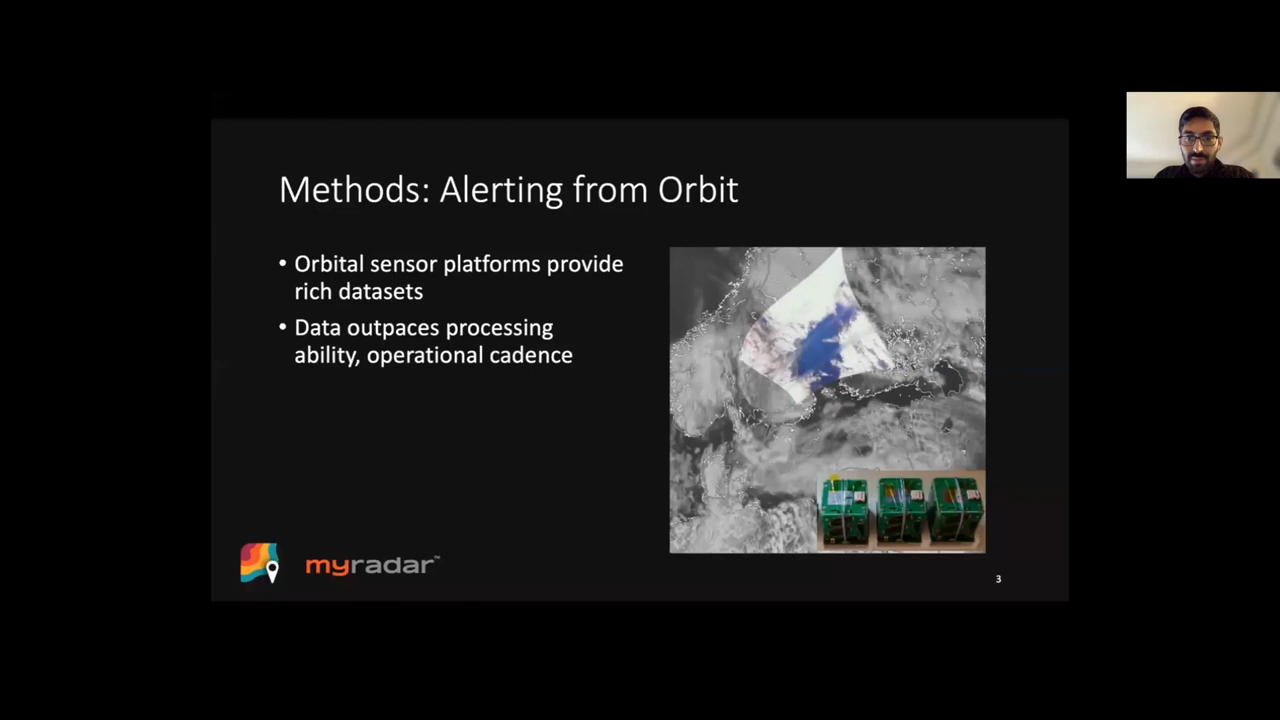 Methods: Alerting from Orbit
• Orbital sensor platforms provide
rich datasets
• Data outpaces processing
ability, operational cadence
myradar™
3